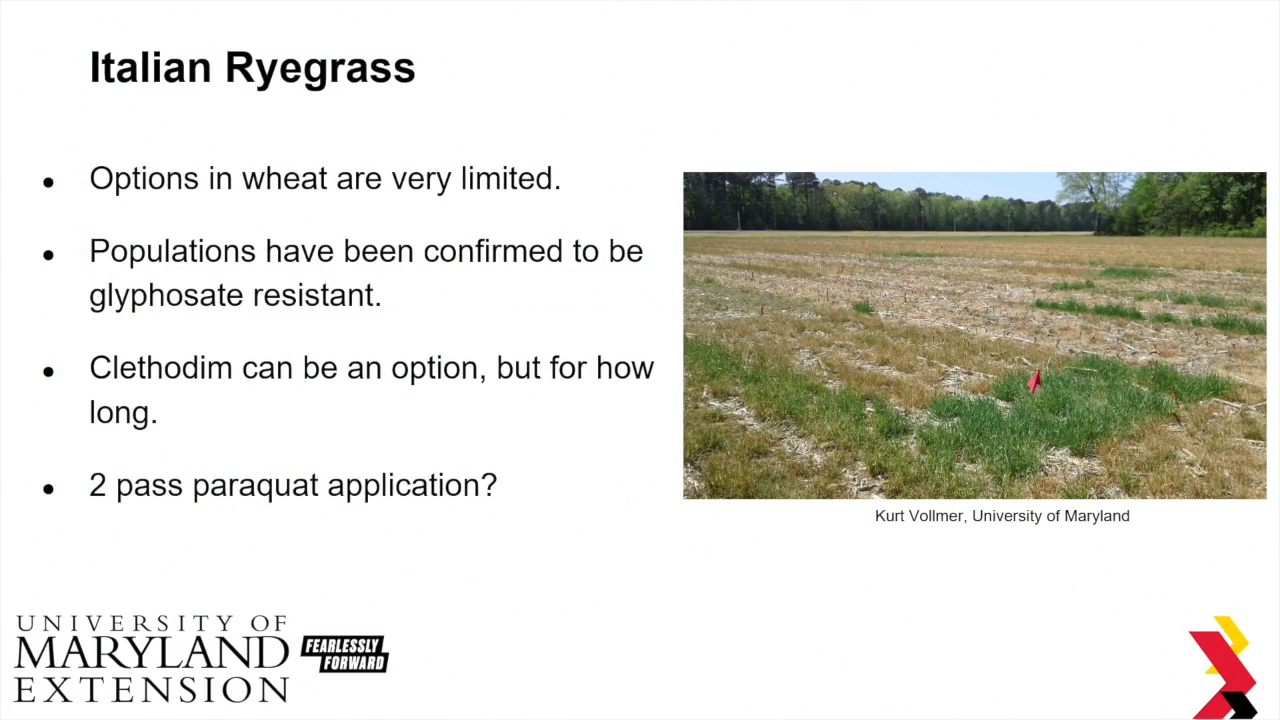 Italian Ryegrass
● Options in wheat are very limited.
● Populations have been confirmed to be
glyphosate resistant.
● Clethodim can be an option, but for how
long.
● 2 pass paraquat application?
Kurt Vollmer, University of Maryland
UNIVERSITY OF
MARYLAND
EXTENSION
FEARLESSLY
FORWARD